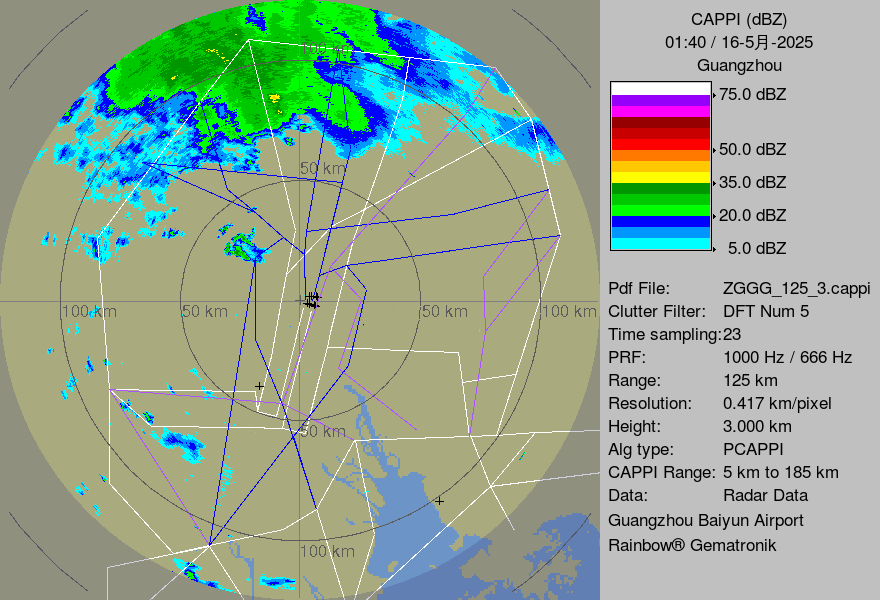 CAPPI (dBZ)
01:40 / 16-5月-2025
Guangzhou
75.0 dBZ
50.0 dBZ
35.0 dBZ
20.0 dBZ
5.0 dBZ
100 km
50 km
100 km
50 km
50 km
100 km
50 km
100 km
Pdf File: ZGGG_125_3.cappi
Clutter Filter: DFT Num 5
Time sampling:23
PRF: 1000 Hz / 666 Hz
Range: 125 km
Resolution: 0.417 km/pixel
Height: 3.000 km
Alg type: PCAPPI
CAPPI Range: 5 km to 185 km
Data: Radar Data
Guangzhou Baiyun Airport
Rainbow® Gematronik